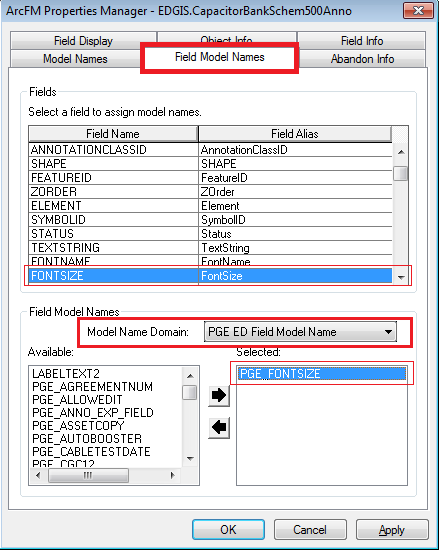 ArcFM Properties Manager - EDGIS.CapacitorBankSchem500Anno
Field Display Object Info Field Info
Model Names Field Model Names Abandon Info
Fields
Select a field to assign model names.
Field Name Field Alias
ANNOTATIONCLASSID AnnotationClassID
SHAPE SHAPE
FEATUREID FeatureID
ZORDER ZOrder
ELEMENT Element
SYMBOLID SymbolID
STATUS Status
TEXTSTRING TextString
FONTNAME FontName
FONTSIZE FontSize
Field Model Names
Model Name Domain: PGE ED Field Model Name
Available: Selected:
LABELTEXT2 PGE_FONTSIZE
PGE_AGREEMENTNUM
PGE_ALLOWEDIT
PGE_ANNO_EXP_FIELD
PGE_ASSETCOPY
PGE_AUTOBOOSTER
PGE_CABLETESTDATE
PGE_CGC12
OK Cancel Apply